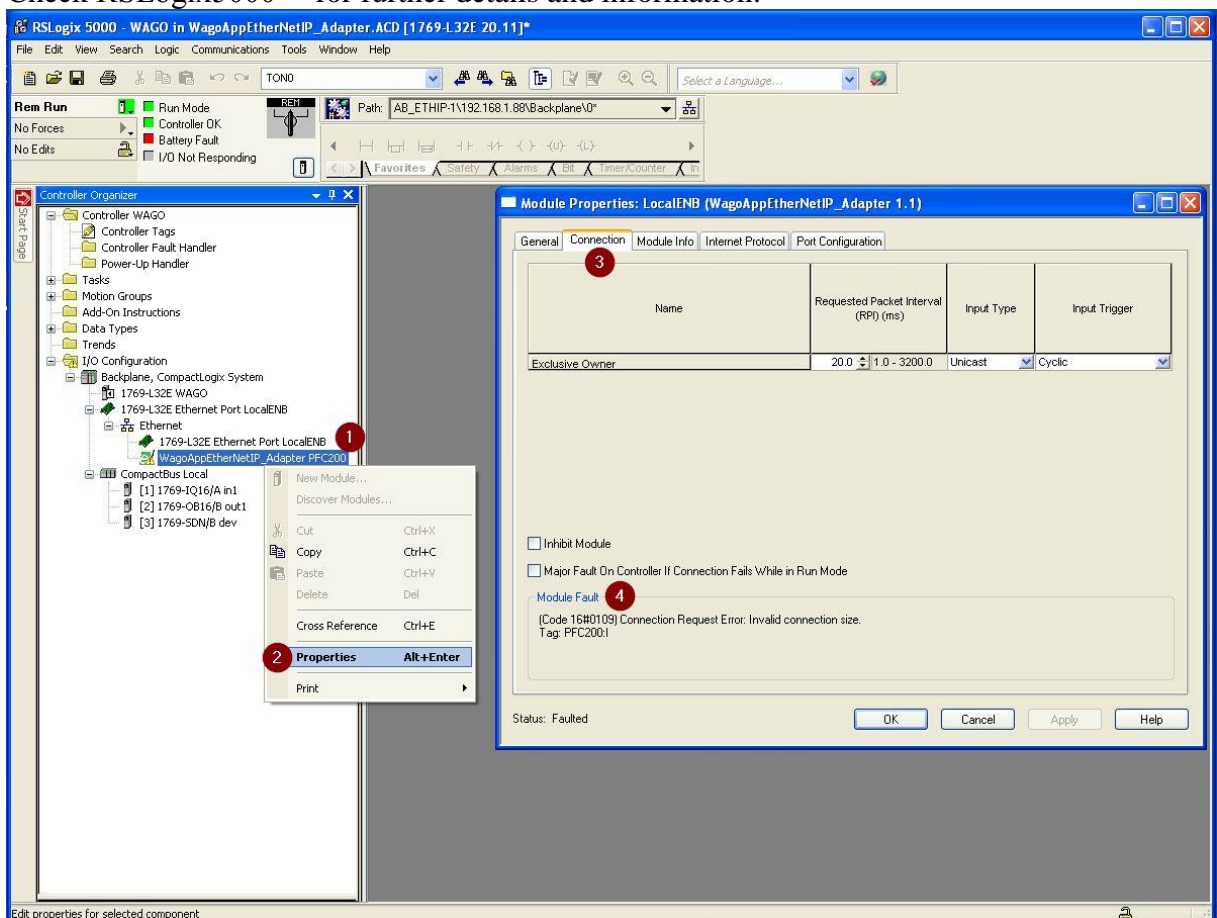 RSLogix 5000 - WAGO in WagoAppEtherNetIP_Adapter.ACD [1769-L32E 20.11]*
File Edit View Search Logic Communications Tools Window Help
TON0
Select a Language...
Rem Run
Run Mode
REM
Path: AB_ETHIP-1\192.168.1.88\Backplane\0*
No Forces
Controller OK
Battery Fault
No Edits
I/O Not Responding
Favorites Safety Alarms Bit Timer/Counter In
Start Page
Controller Organizer
Controller WAGO
Controller Tags
Controller Fault Handler
Power-Up Handler
Tasks
Motion Groups
Add-On Instructions
Data Types
Trends
I/O Configuration
Backplane, CompactLogix System
1769-L32E WAGO
1769-L32E Ethernet Port LocalENB
Ethernet
1769-L32E Ethernet Port LocalENB
1
WagoAppEtherNetIP_Adapter PFC200
CompactBus Local
[1] 1769-IQ16/A in1
[2] 1769-OB16/B out1
[3] 1769-SDN/B dev
New Module...
Discover Modules...
Cut Ctrl+X
Copy Ctrl+C
Paste Ctrl+V
Delete Del
Cross Reference Ctrl+E
2 Properties Alt+Enter
Print
Module Properties: LocalENB (WagoAppEtherNetIP_Adapter 1.1)
General Connection Module Info Internet Protocol Port Configuration
3
Name
Requested Packet Interval
(RPI) (ms)
Input Type
Input Trigger
Exclusive Owner 20.0 1.0 - 3200.0 Unicast Cyclic
Inhibit Module
Major Fault On Controller If Connection Fails While in Run Mode
Module Fault 4
(Code 16#0109) Connection Request Error: Invalid connection size.
Tag: PFC200:I
Status: Faulted
OK Cancel Apply Help
Edit properties for selected component